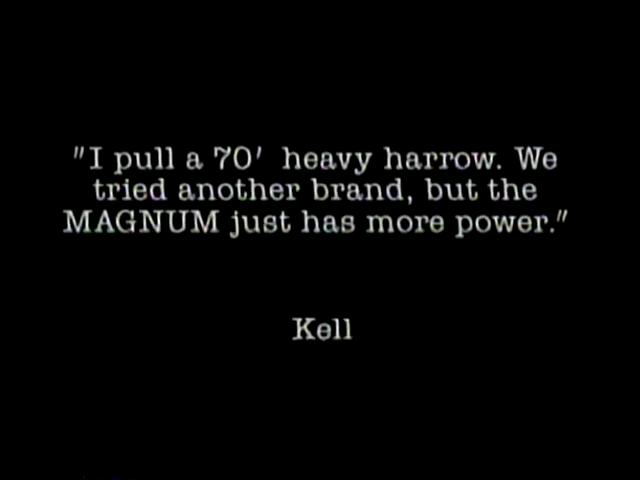 "I pull a 70' heavy harrow. We
tried another brand, but the
MAGNUM just has more power."
Kell